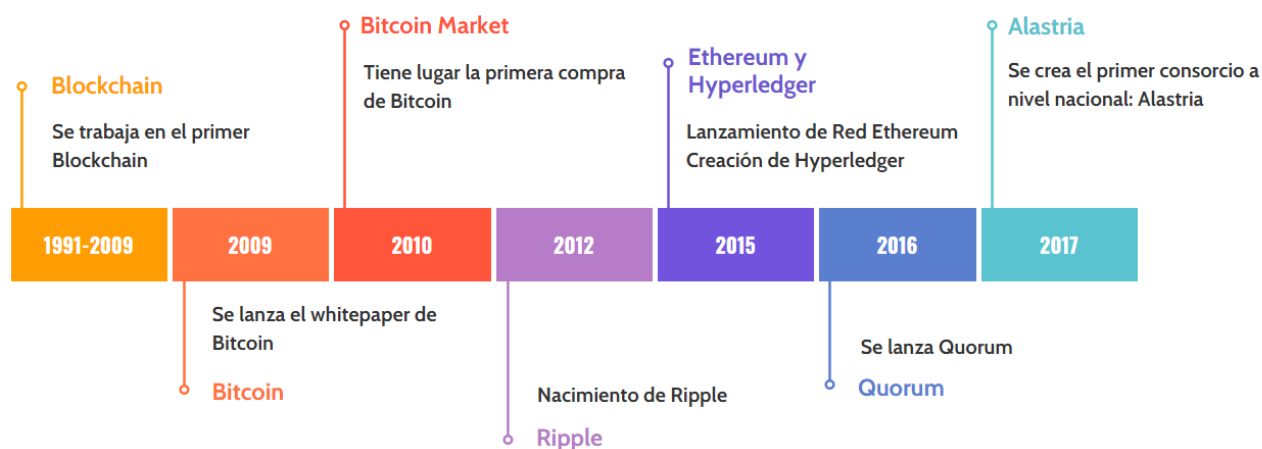 Blockchain
Se trabaja en el primer
Blockchain
Bitcoin Market
Tiene lugar la primera compra
de Bitcoin
Ethereum y
Hyperledger
Lanzamiento de Red Ethereum
Creación de Hyperledger
Alastria
Se crea el primer consorcio a
nivel nacional: Alastria
1991-2009
2009
2010
2012
2015
2016
2017
Se lanza el whitepaper de
Bitcoin
Bitcoin
Nacimiento de Ripple
Ripple
Se lanza Quorum
Quorum